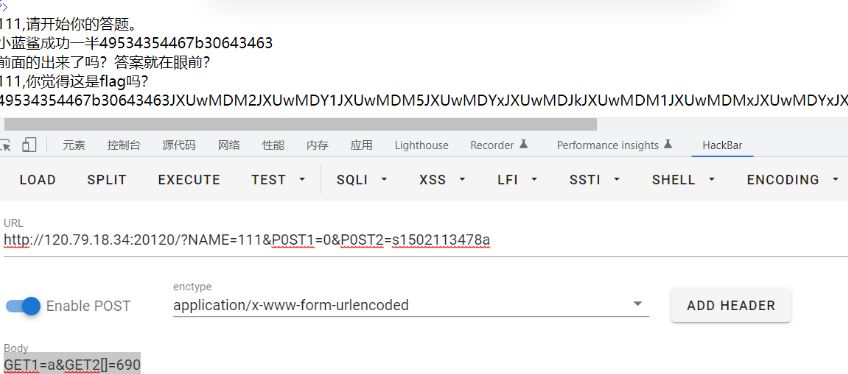 111,请开始你的答题。
小蓝鲨成功一半49534354467b30643463
前面的出来了吗？答案就在眼前？
111,你觉得这是flag吗？
49534354467b30643463JXUwMDM2JXUwMDY1JXUwMDM5JXUwMDYxJXUwMDJkJXUwMDM1JXUwMDMxJXUwMDYxJX
元素 控制台 源代码 网络 性能 内存 应用 Lighthouse Recorder Performance insights HackBar
LOAD SPLIT EXECUTE TEST SQLI XSS LFI SSTI SHELL ENCODING
URL
http://120.79.18.34:20120/?NAME=111&P0ST1=0&P0ST2=s1502113478a
enctype
Enable POST application/x-www-form-urlencoded ADD HEADER
Body
GET1=a&GET2[]=690